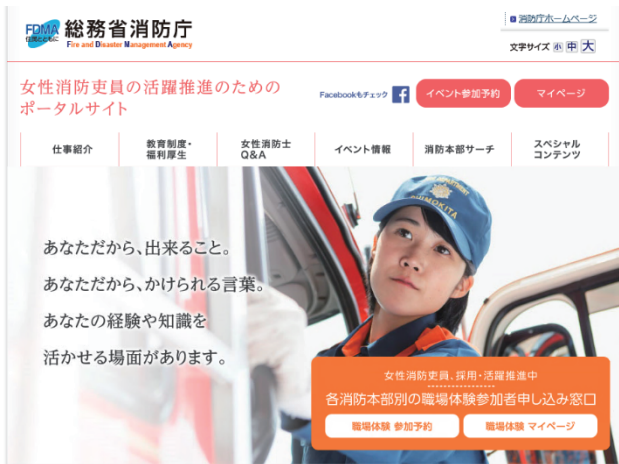 FDMA
住民とともに
総務省消防庁
Fire and Disaster Management Agency
消防庁ホームページ
文字サイズ 小 中 大
女性消防吏員の活躍推進のための
ポータルサイト
Facebookもチェック
イベント参加予約
マイページ
仕事紹介
教育制度・
福利厚生
女性消防士
Q&A
イベント情報
消防本部サーチ
スペシャル
コンテンツ
あなただから、出来ること。
あなただから、かけられる言葉。
あなたの経験や知識を
活かせる場面があります。
SHIMOKITA
女性消防吏員、採用・活躍推進中
各消防本部別の職場体験参加者申し込み窓口
職場体験 参加予約
職場体験 マイページ